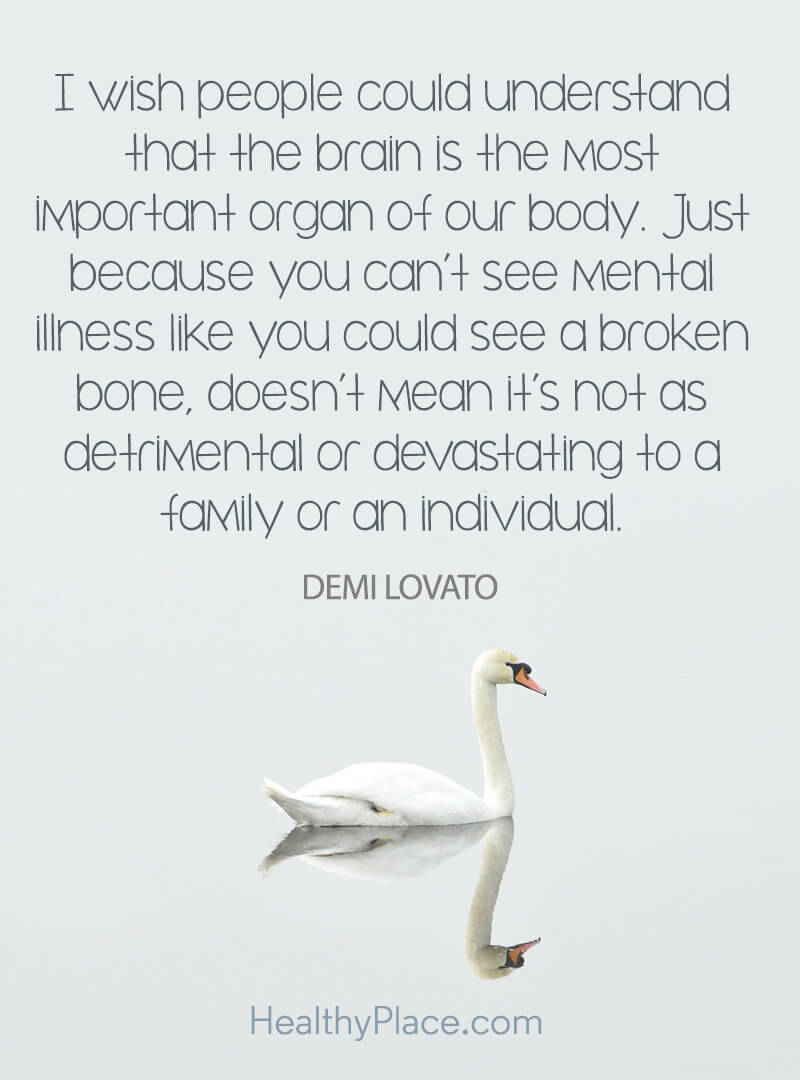 I wish people could understand
that the brain is the most
important organ of our body. Just
because you can't see mental
illness like you could see a broken
bone, doesn't mean it's not as
detrimental or devastating to a
family or an individual.
DEMI LOVATO
HealthyPlace.com